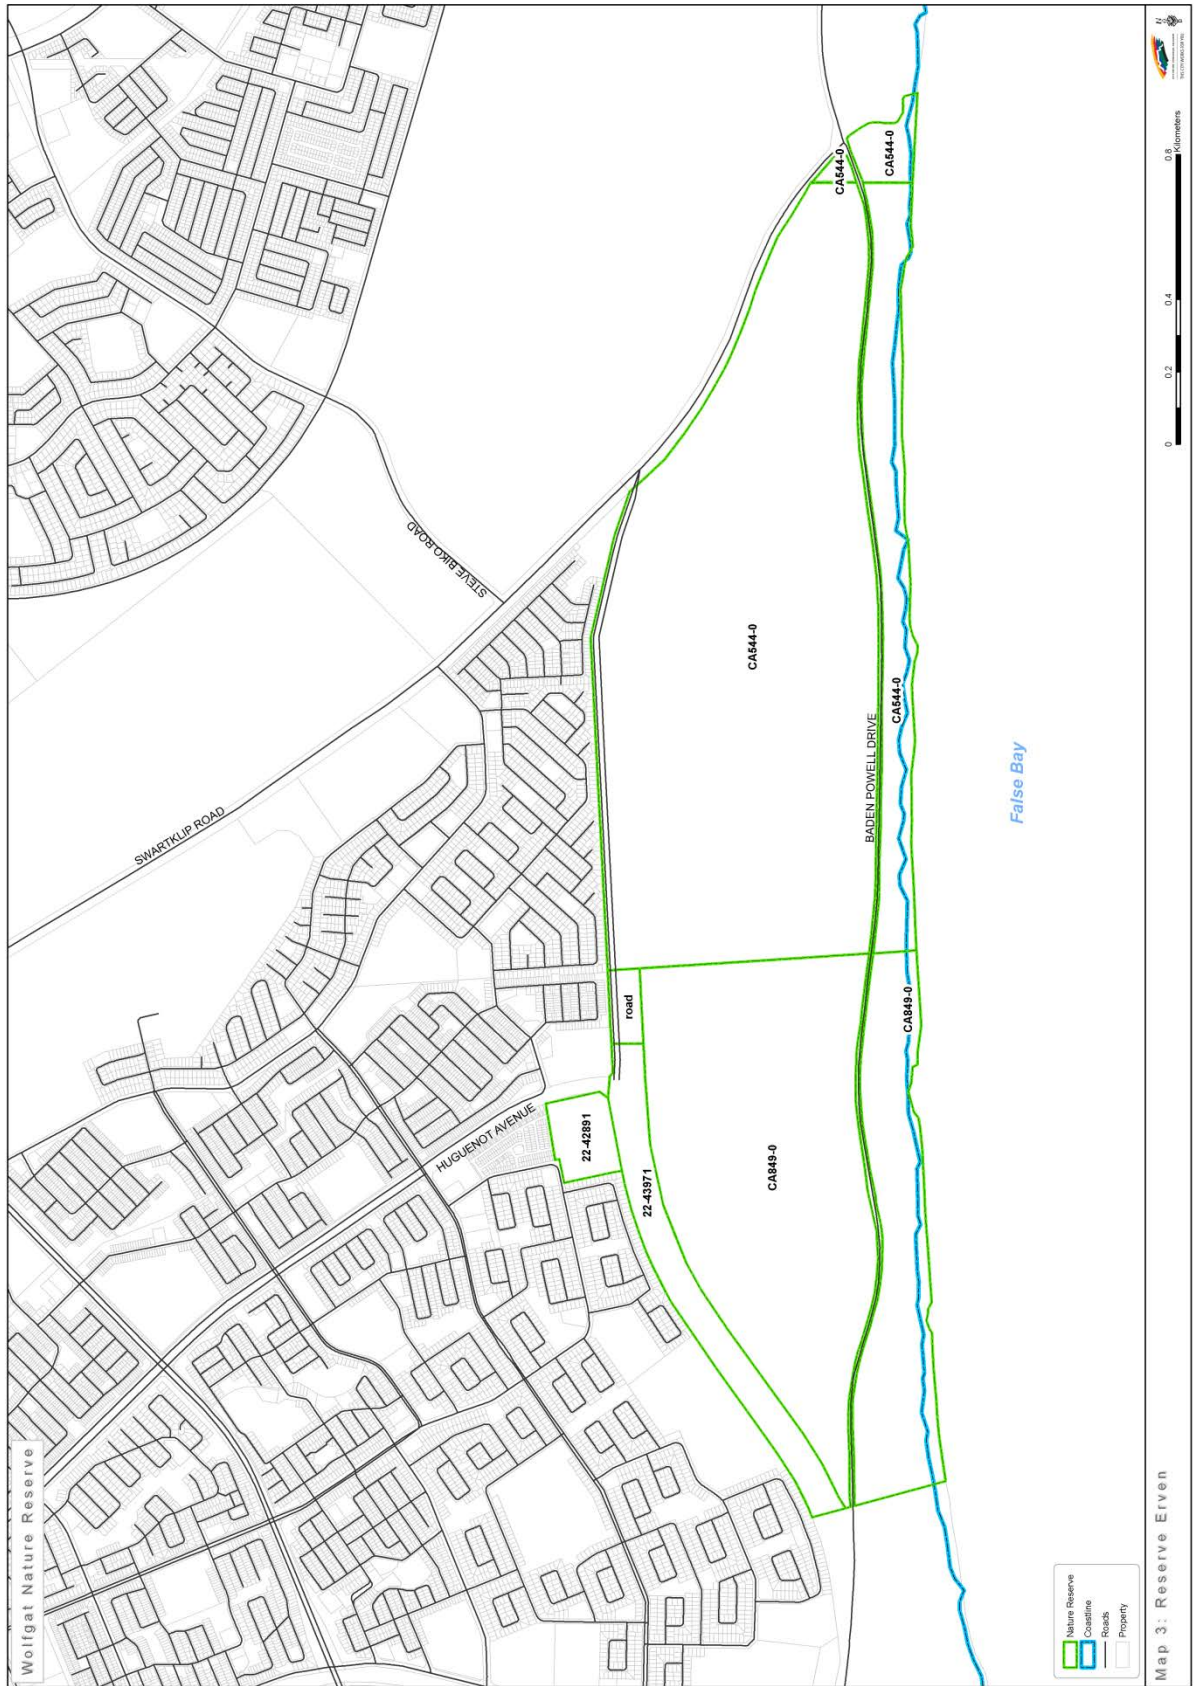 Wolfgat Nature Reserve
SWARTKLIP ROAD
STEVE BIKO ROAD
HUGUENOT AVENUE
22-42891
road
22-43971
CA544-0
CA849-0
CA544-0
CA544-0
BADEN POWELL DRIVE
CA544-0
CA849-0
False Bay
Nature Reserve
Coastline
Roads
Property
0 0.2 0.4 0.8
Kilometers
N
Map 3: Reserve Erven